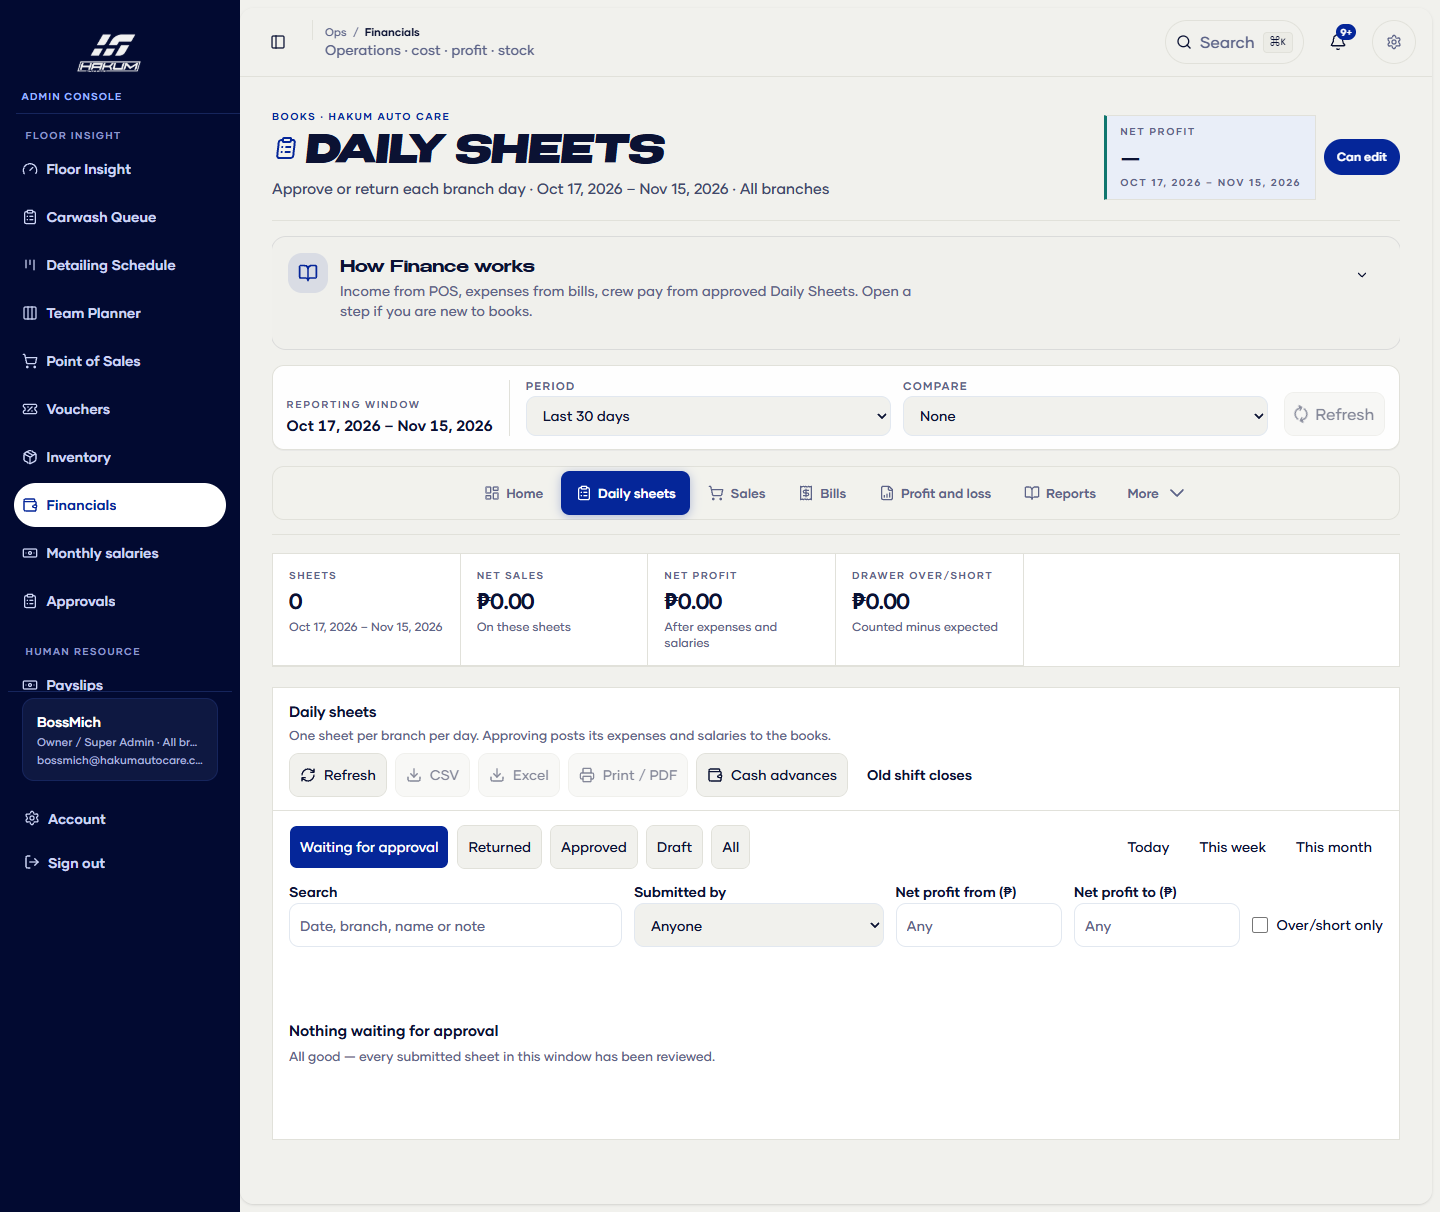 HAKUM
ADMIN CONSOLE
FLOOR INSIGHT
Floor Insight
Carwash Queue
Detailing Schedule
Team Planner
Point of Sales
Vouchers
Inventory
Financials
Monthly salaries
Approvals
HUMAN RESOURCE
Payslips
BossMich
Owner / Super Admin · All br...
bossmich@hakumautocare.c...
Account
Sign out
Ops / Financials
Operations · cost · profit · stock
Search ⌘K
9+
BOOKS · HAKUM AUTO CARE
DAILY SHEETS
Approve or return each branch day · Oct 17, 2026 – Nov 15, 2026 · All branches
NET PROFIT
—
OCT 17, 2026 – NOV 15, 2026
Can edit
How Finance works
Income from POS, expenses from bills, crew pay from approved Daily Sheets. Open a
step if you are new to books.
REPORTING WINDOW
Oct 17, 2026 – Nov 15, 2026
PERIOD
Last 30 days
COMPARE
None
Refresh
Home
Daily sheets
Sales
Bills
Profit and loss
Reports
More
SHEETS
0
Oct 17, 2026 – Nov 15, 2026
NET SALES
₱0.00
On these sheets
NET PROFIT
₱0.00
After expenses and
salaries
DRAWER OVER/SHORT
₱0.00
Counted minus expected
Daily sheets
One sheet per branch per day. Approving posts its expenses and salaries to the books.
Refresh
CSV
Excel
Print / PDF
Cash advances
Old shift closes
Waiting for approval
Returned
Approved
Draft
All
Today
This week
This month
Search
Date, branch, name or note
Submitted by
Anyone
Net profit from (₱)
Any
Net profit to (₱)
Any
Over/short only
Nothing waiting for approval
All good — every submitted sheet in this window has been reviewed.